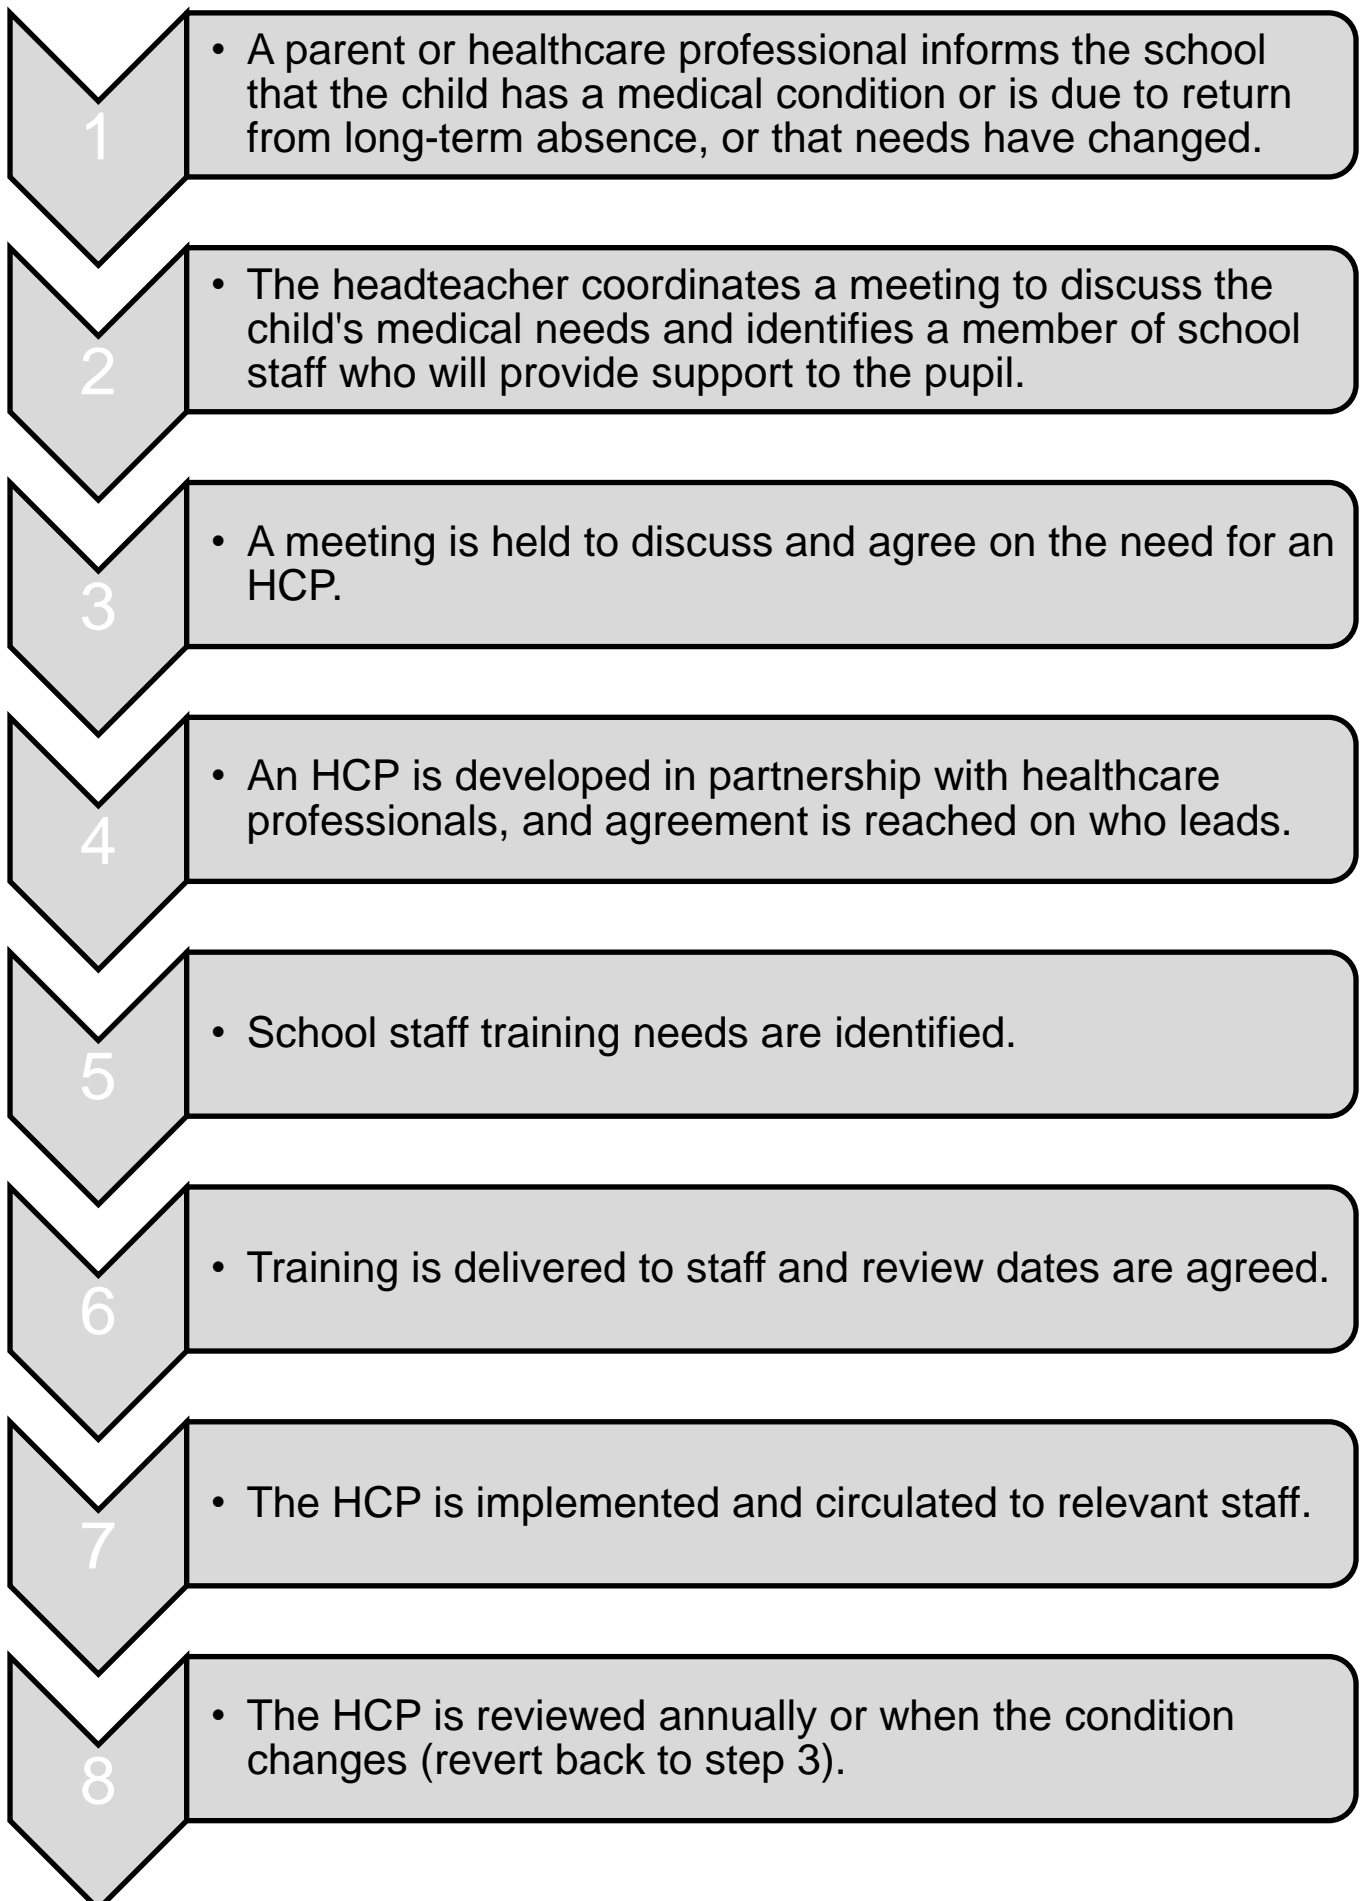 1
• A parent or healthcare professional informs the school
that the child has a medical condition or is due to return
from long-term absence, or that needs have changed.
2
• The headteacher coordinates a meeting to discuss the
child's medical needs and identifies a member of school
staff who will provide support to the pupil.
3
• A meeting is held to discuss and agree on the need for an
HCP.
4
• An HCP is developed in partnership with healthcare
professionals, and agreement is reached on who leads.
5
• School staff training needs are identified.
6
• Training is delivered to staff and review dates are agreed.
7
• The HCP is implemented and circulated to relevant staff.
8
• The HCP is reviewed annually or when the condition
changes (revert back to step 3).